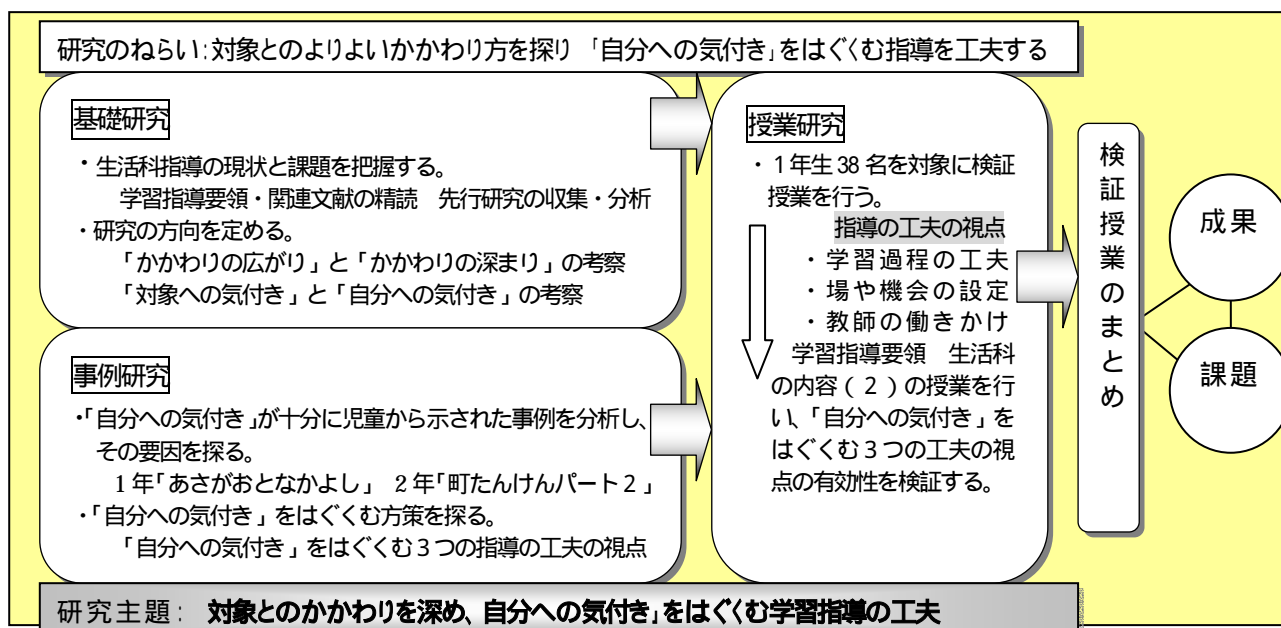 研究のねらい:対象とのよりよいかかわり方を探り 「自分への気付き」をはぐくむ指導を工夫する
基礎研究
・生活科指導の現状と課題を把握する。
学習指導要領・関連文献の精読 先行研究の収集・分析
・研究の方向を定める。
「かかわりの広がり」と「かかわりの深まり」の考察
「対象への気付き」と「自分への気付き」の考察
事例研究
・「自分への気付き」が十分に児童から示された事例を分析し、
その要因を探る。
1年「あさがおとなかよし」 2年「町たんけんパート2」
・「自分への気付き」をはぐくむ方策を探る。
「自分への気付き」をはぐくむ3つの指導の工夫の視点
授業研究
・1年生38名を対象に検証
授業を行う。
指導の工夫の視点
・学習過程の工夫
・場や機会の設定
・教師の働きかけ
学習指導要領 生活科
の内容(2)の授業を行
い、「自分への気付き」を
はぐくむ3つの工夫の視
点の有効性を検証する。
検証授業のまとめ
成果
課題
研究主題: 対象とのかかわりを深め、自分への気付き」をはぐくむ学習指導の工夫